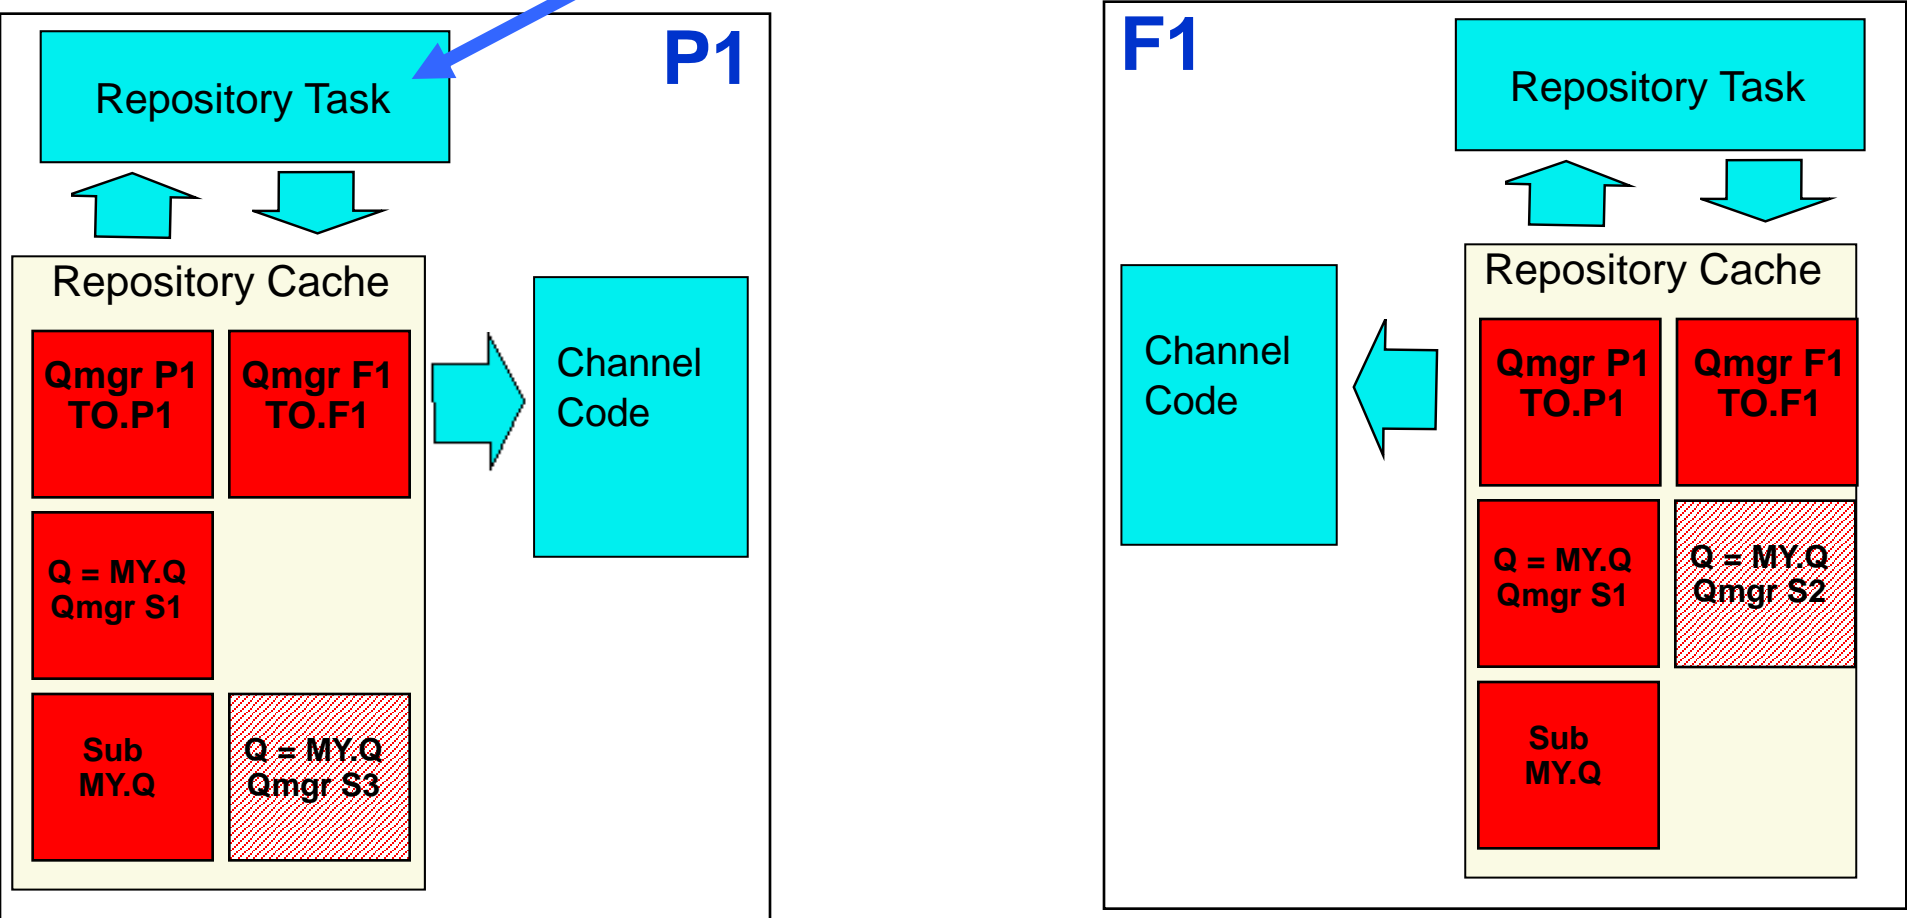 P1
Repository Task
Repository Cache
Qmgr P1
TO.P1
Qmgr F1
TO.F1
Channel
Code
Q = MY.Q
Qmgr S1
Sub
MY.Q
Q = MY.Q
Qmgr S3
F1
Repository Task
Repository Cache
Channel
Code
Qmgr P1
TO.P1
Qmgr F1
TO.F1
Q = MY.Q
Qmgr S1
Q = MY.Q
Qmgr S2
Sub
MY.Q